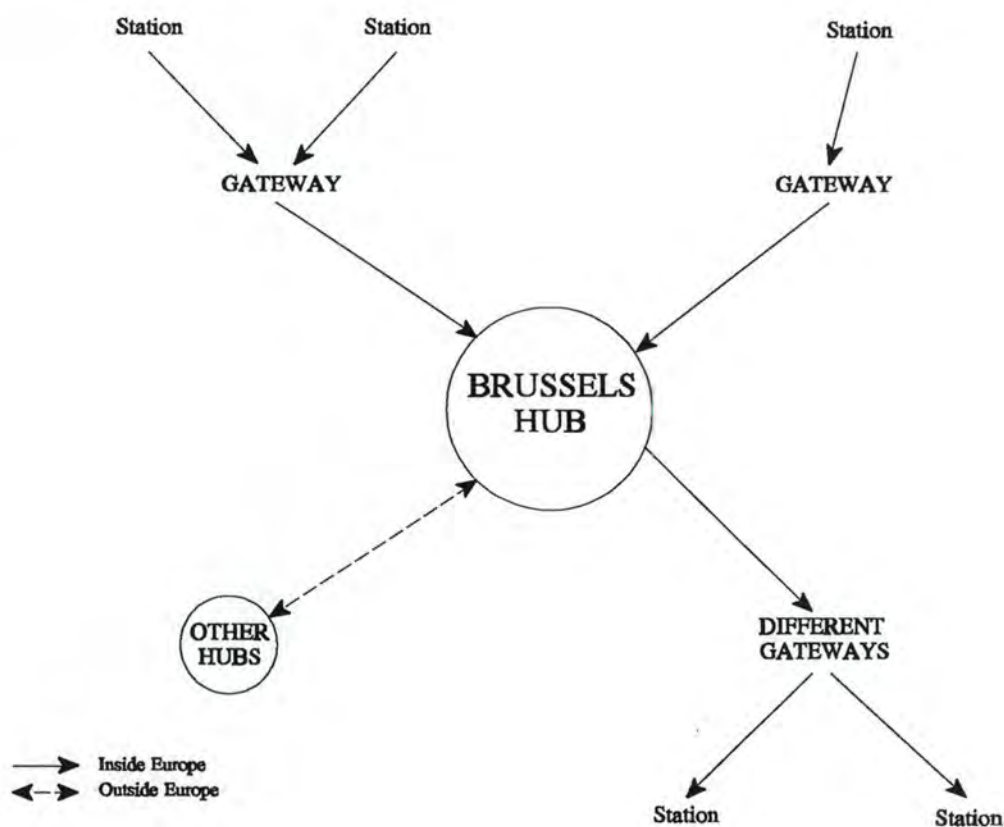 Station
Station
Station
GATEWAY
GATEWAY
BRUSSELS
HUB
OTHER
HUBS
DIFFERENT
GATEWAYS
Inside Europe
Outside Europe
Station
Station